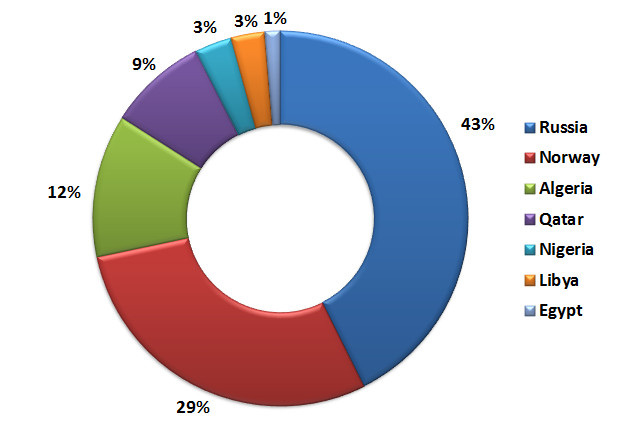 1%
3%
3%
9%
12%
29%
43%
Russia
Norway
Algeria
Qatar
Nigeria
Libya
Egypt